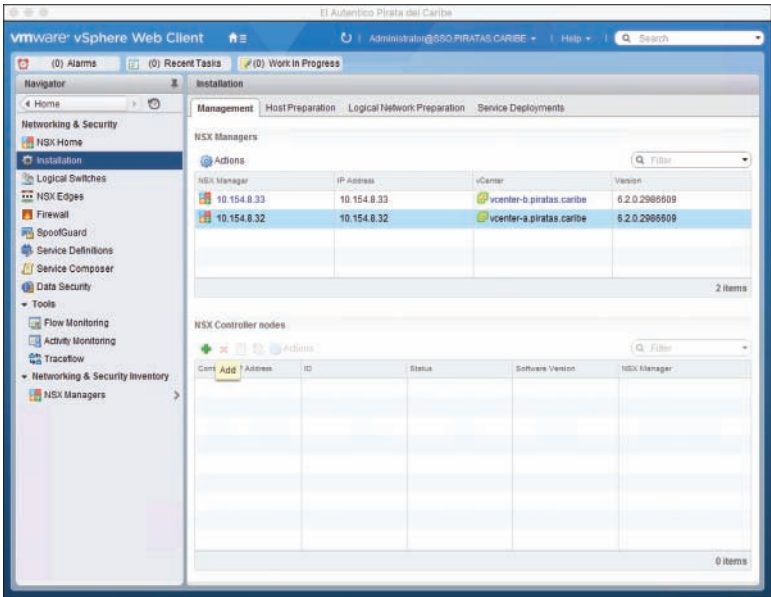 El Autentico Pirata del Caribe
vmware® vSphere Web Client
Administrator@SSO.PIRATAS.CARIBE
Help
Search
(0) Alarms
(0) Recent Tasks
(0) Work In Progress
Navigator
Home
Networking & Security
NSX Home
Installation
Logical Switches
NSX Edges
Firewall
SpoofGuard
Service Definitions
Service Composer
Data Security
Tools
Flow Monitoring
Activity Monitoring
Traceflow
Networking & Security Inventory
NSX Managers
Installation
Management Host Preparation Logical Network Preparation Service Deployments
NSX Managers
Actions
Filter
NSX Manager IP Address vCenter Version
10.154.8.33 10.154.8.33 vcenter-b.piratas.caribe 6.2.0.2986609
10.154.8.32 10.154.8.32 vcenter-a.piratas.caribe 6.2.0.2986609
2 items
NSX Controller nodes
Actions
Filter
Address ID Status Software Version NSX Manager
Add
0 items